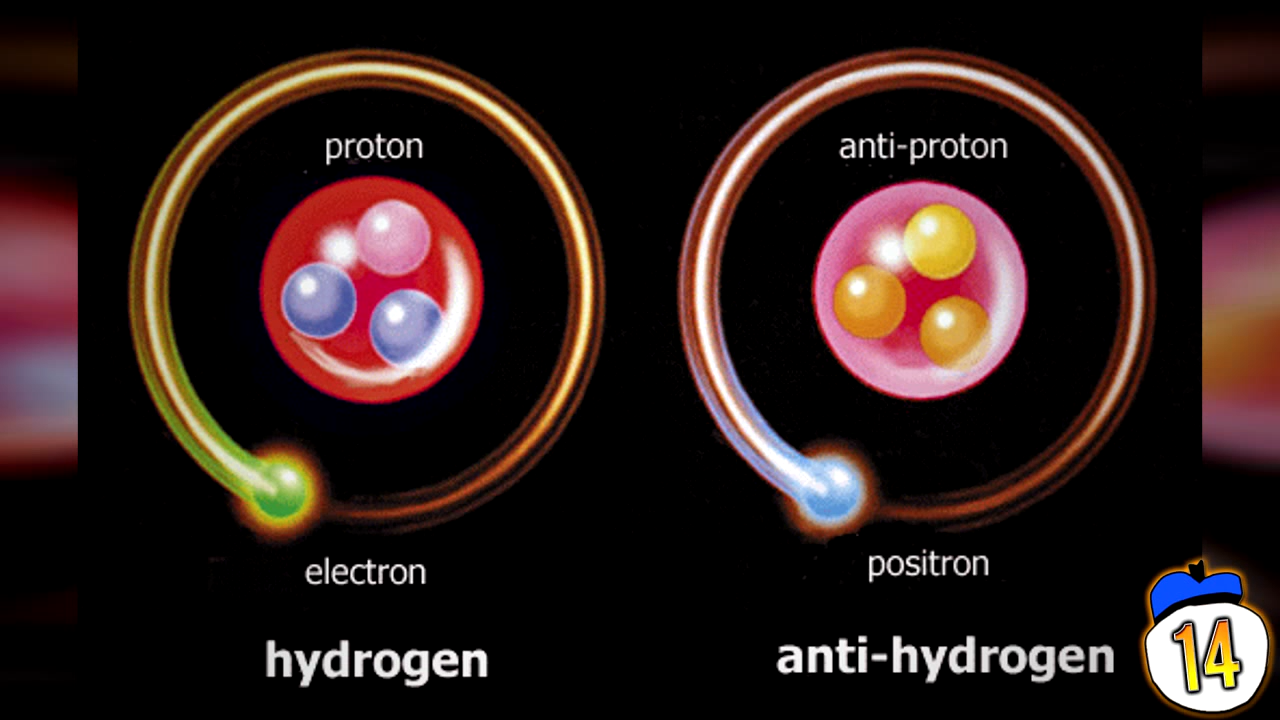 proton
anti-proton
electron
positron
hydrogen
anti-hydrogen
14